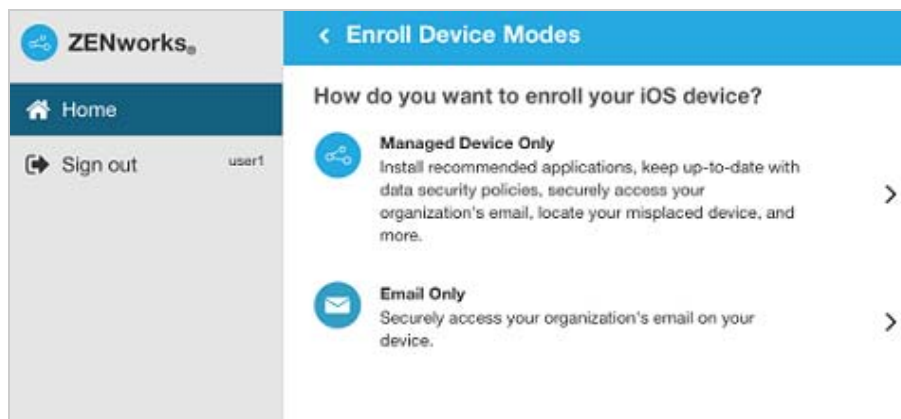 ZENworks®
Home
Sign out
user1
Enroll Device Modes
How do you want to enroll your iOS device?
Managed Device Only
Install recommended applications, keep up-to-date with
data security policies, securely access your
organization's email, locate your misplaced device, and
more.
Email Only
Securely access your organization's email on your
device.